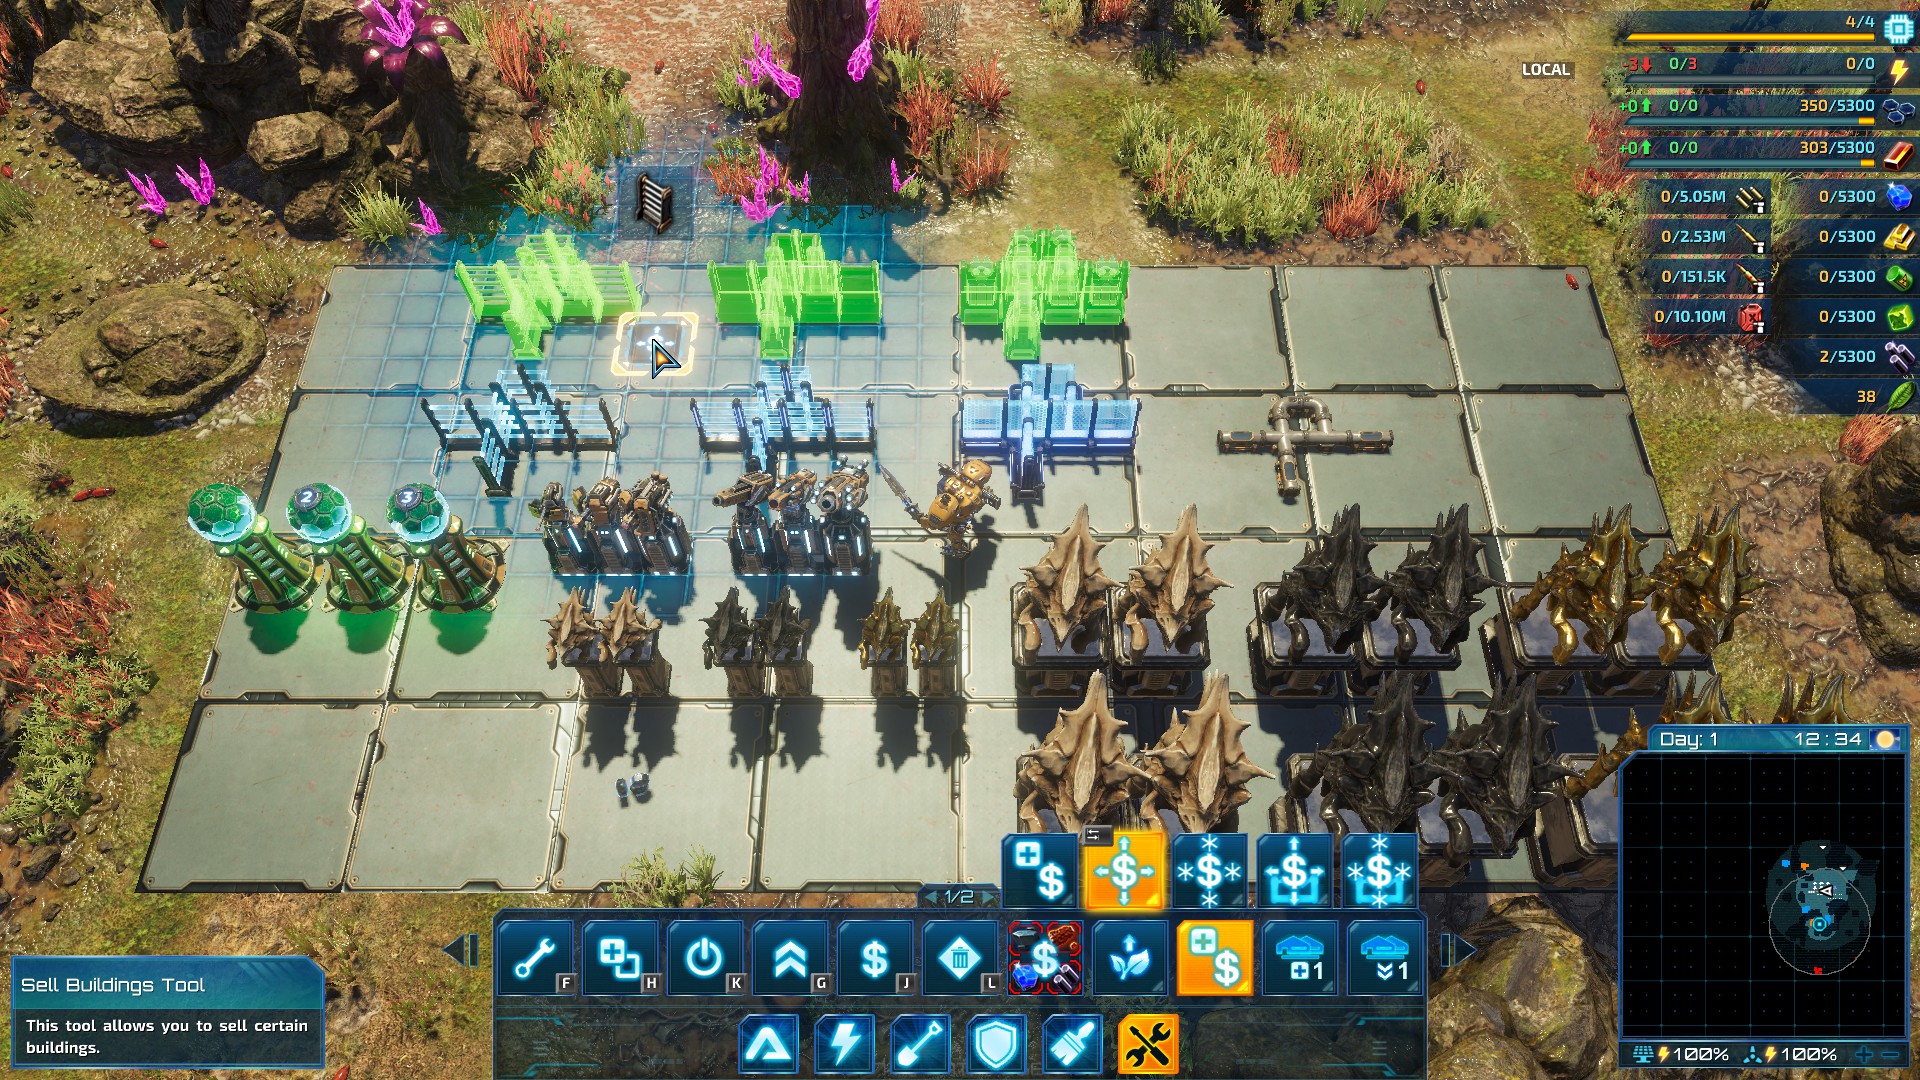 4/4
LOCAL
-3 0/3 0/0
+0 0/0 350/5300
+0 0/0 303/5300
0/5.05M 0/5300
0/2.53M 0/5300
0/151.5K 0/5300
0/10.10M 0/5300
2/5300
38
2 3
Day: 1 12:34
$ $ $ $ $
1/2
F H K G $ J L $ $ 1 1
Sell Buildings Tool
This tool allows you to sell certain
buildings.
100% 100%